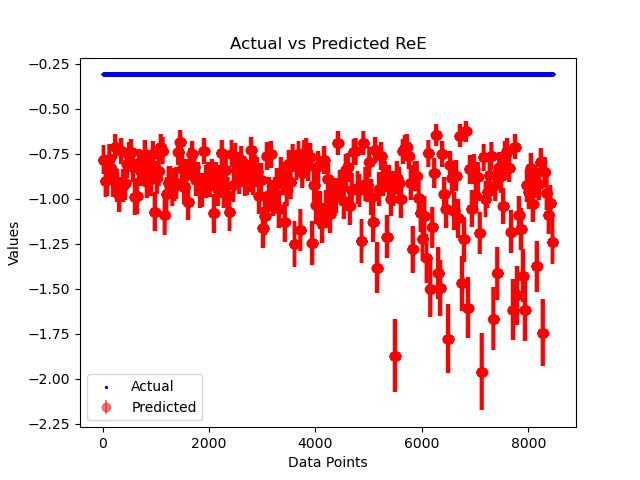 Actual vs Predicted ReE
−0.25
−0.50
−0.75
−1.00
−1.25
−1.50
−1.75
−2.00
−2.25
Values
Actual
Predicted
0
2000
4000
6000
8000
Data Points